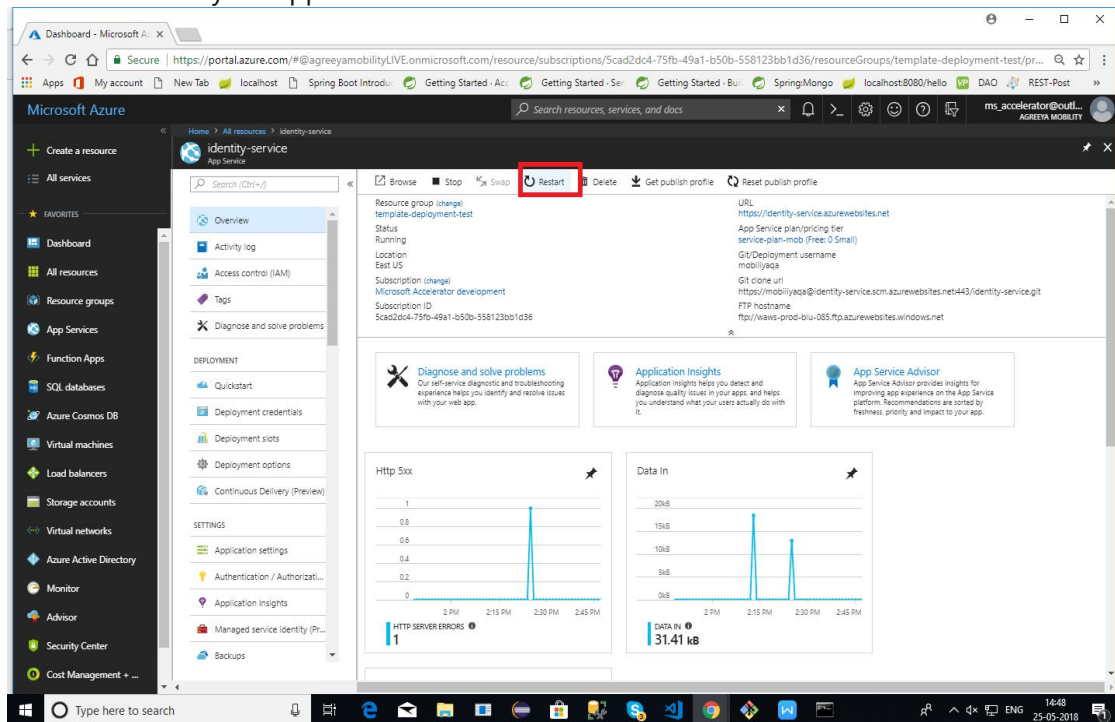 Dashboard - Microsoft A
Secure | https://portal.azure.com/#@agreeyamobilityLIVE.onmicrosoft.com/resource/subscriptions/5cad2dc4-75fb-49a1-b50b-558123bb1d36/resourceGroups/template-deployment-test/pr...
Apps My account New Tab localhost Spring Boot Introduc Getting Started · Acc Getting Started · Ser Getting Started · Bui Spring:Mongo localhost:8080/hello DAO REST-Post »
Microsoft Azure
Search resources, services, and docs
ms_accelerator@outl...
AGREEYA MOBILITY
Home > All resources > identity-service
identity-service
App Service
Create a resource
All services
FAVORITES
Dashboard
All resources
Resource groups
App Services
Function Apps
SQL databases
Azure Cosmos DB
Virtual machines
Load balancers
Storage accounts
Virtual networks
Azure Active Directory
Monitor
Advisor
Security Center
Cost Management + ...
Search (Ctrl+/)
Overview
Activity log
Access control (IAM)
Tags
Diagnose and solve problems
DEPLOYMENT
Quickstart
Deployment credentials
Deployment slots
Deployment options
Continuous Delivery (Preview)
SETTINGS
Application settings
Authentication / Authorizati...
Application Insights
Managed service identity (Pr...
Backups
Browse Stop Swap Restart Delete Get publish profile Reset publish profile
Resource group (change)
template-deployment-test
Status
Running
Location
East US
Subscription (change)
Microsoft Accelerator development
Subscription ID
5cad2dc4-75fb-49a1-b50b-558123bb1d36
URL
https://identity-service.azurewebsites.net
App Service plan/pricing tier
service-plan-mob (Free: 0 Small)
Git/Deployment username
mobiliyaqa
Git clone url
https://mobiliyaqa@identity-service.scm.azurewebsites.net:443/identity-service.git
FTP hostname
ftp://waws-prod-blu-085.ftp.azurewebsites.windows.net
Diagnose and solve problems
Our self-service diagnostic and troubleshooting
experience helps you identify and resolve issues
with your web app.
Application Insights
Application Insights helps you detect and
diagnose quality issues in your apps, and helps
you understand what your users actually do with
it.
App Service Advisor
App Service Advisor provides insights for
improving app experience on the App Service
platform. Recommendations are sorted by
freshness, priority and impact to your app.
Http 5xx
1
0.8
0.6
0.4
0.2
0
2 PM 2:15 PM 2:30 PM 2:45 PM
HTTP SERVER ERRORS
1
Data In
20kB
15kB
10kB
5kB
0kB
2 PM 2:15 PM 2:30 PM 2:45 PM
DATA IN
31.41 kB
Type here to search
ENG
14:48
25-05-2018